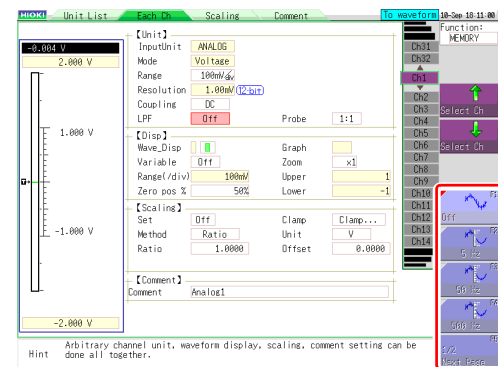 HIOKI Unit List Each Ch Scaling Comment To waveform 10-Sep 18:11:00
Function:
MEMORY
-0.004 V
2.000 V
1.000 V
-1.000 V
-2.000 V
[Unit]
InputUnit ANALOG
Mode Voltage
Range 100mV/div
Resolution 1.00mV (12-bit)
Coupling DC
LPF Off Probe 1:1
[Disp]
Wave_Disp Graph
Variable Off Zoom ×1
Range(/div) 100mV Upper 1
Zero pos % 50% Lower -1
[Scaling]
Set Off Clamp Clamp...
Method Ratio Unit V
Ratio 1.0000 Offset 0.0000
[Comment]
Comment Analog1
Ch31
Ch32
Ch1
Ch2
Ch3
Ch4
Ch5
Ch6
Ch7
Ch8
Ch9
Ch10
Ch11
Ch12
Ch13
Ch14
Select Ch
Select Ch
F1
Off
F2
5 Hz
F3
50 Hz
F4
500 Hz
F5
1/2
Next Page
Hint Arbitrary channel unit, waveform display, scaling, comment setting can be
done all together.